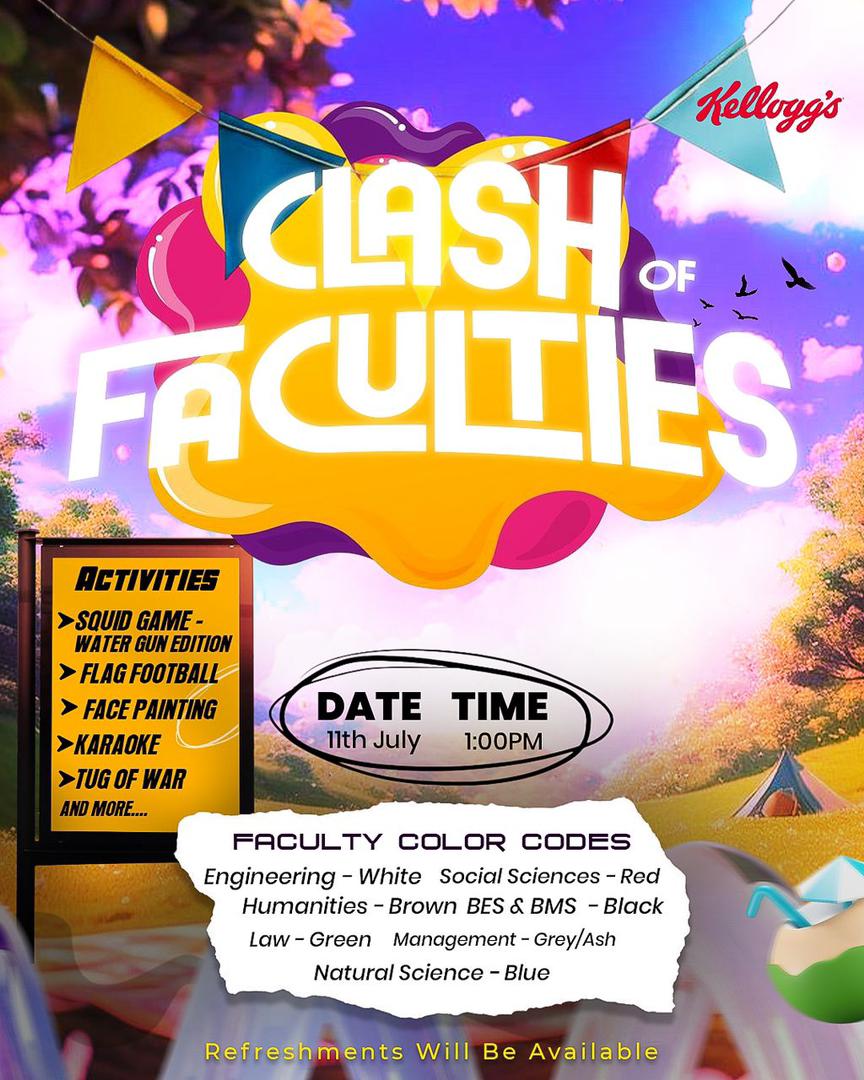 Kellogg's
CLASH
OF
FACULTIES
ACTIVITIES
➤SQUID GAME -
WATER GUN EDITION
➤ FLAG FOOTBALL
➤ FACE PAINTING
➤KARAOKE
➤TUG OF WAR
AND MORE....
DATE TIME
11th July 1:00PM
FACULTY COLOR CODES
Engineering - White Social Sciences - Red
Humanities - Brown BES & BMS - Black
Law - Green Management - Grey/Ash
Natural Science - Blue
Refreshments Will Be Available